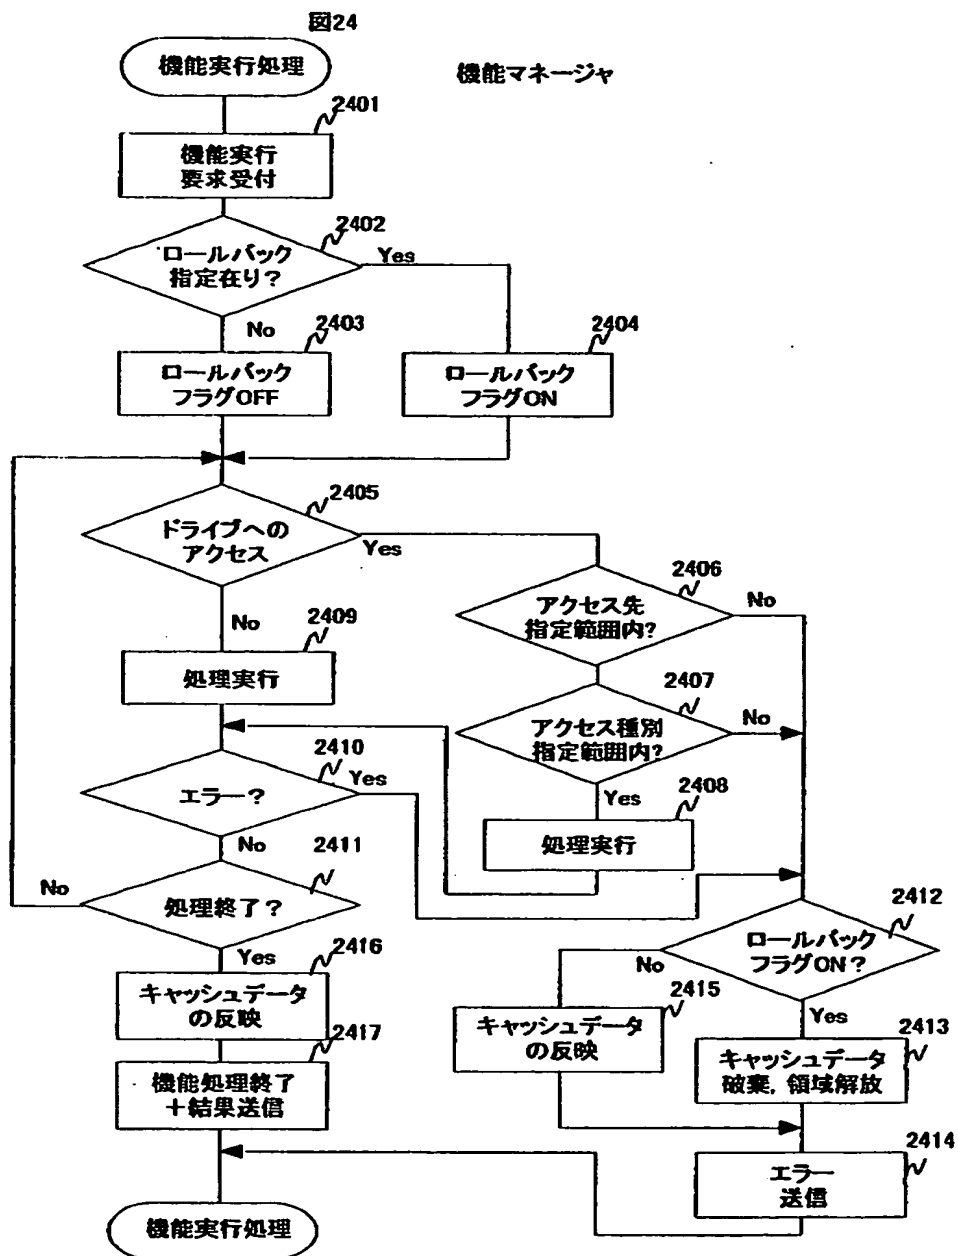 図24
機能実行処理
機能マネージャ
2401
機能実行
要求受付
2402
ロールバック
指定在り?
Yes
No
2403
ロールバック
フラグOFF
2404
ロールバック
フラグON
2405
ドライブへの
アクセス
Yes
No
2406
アクセス先
指定範囲内?
No
2409
処理実行
2407
アクセス種別
指定範囲内?
No
Yes
2408
処理実行
2410
エラー?
Yes
No
2411
処理終了?
No
Yes
2412
ロールバック
フラグON?
No
Yes
2416
キャッシュデータ
の反映
2415
キャッシュデータ
の反映
2413
キャッシュデータ
破棄,領域解放
2417
機能処理終了
+結果送信
2414
エラー
送信
機能実行処理